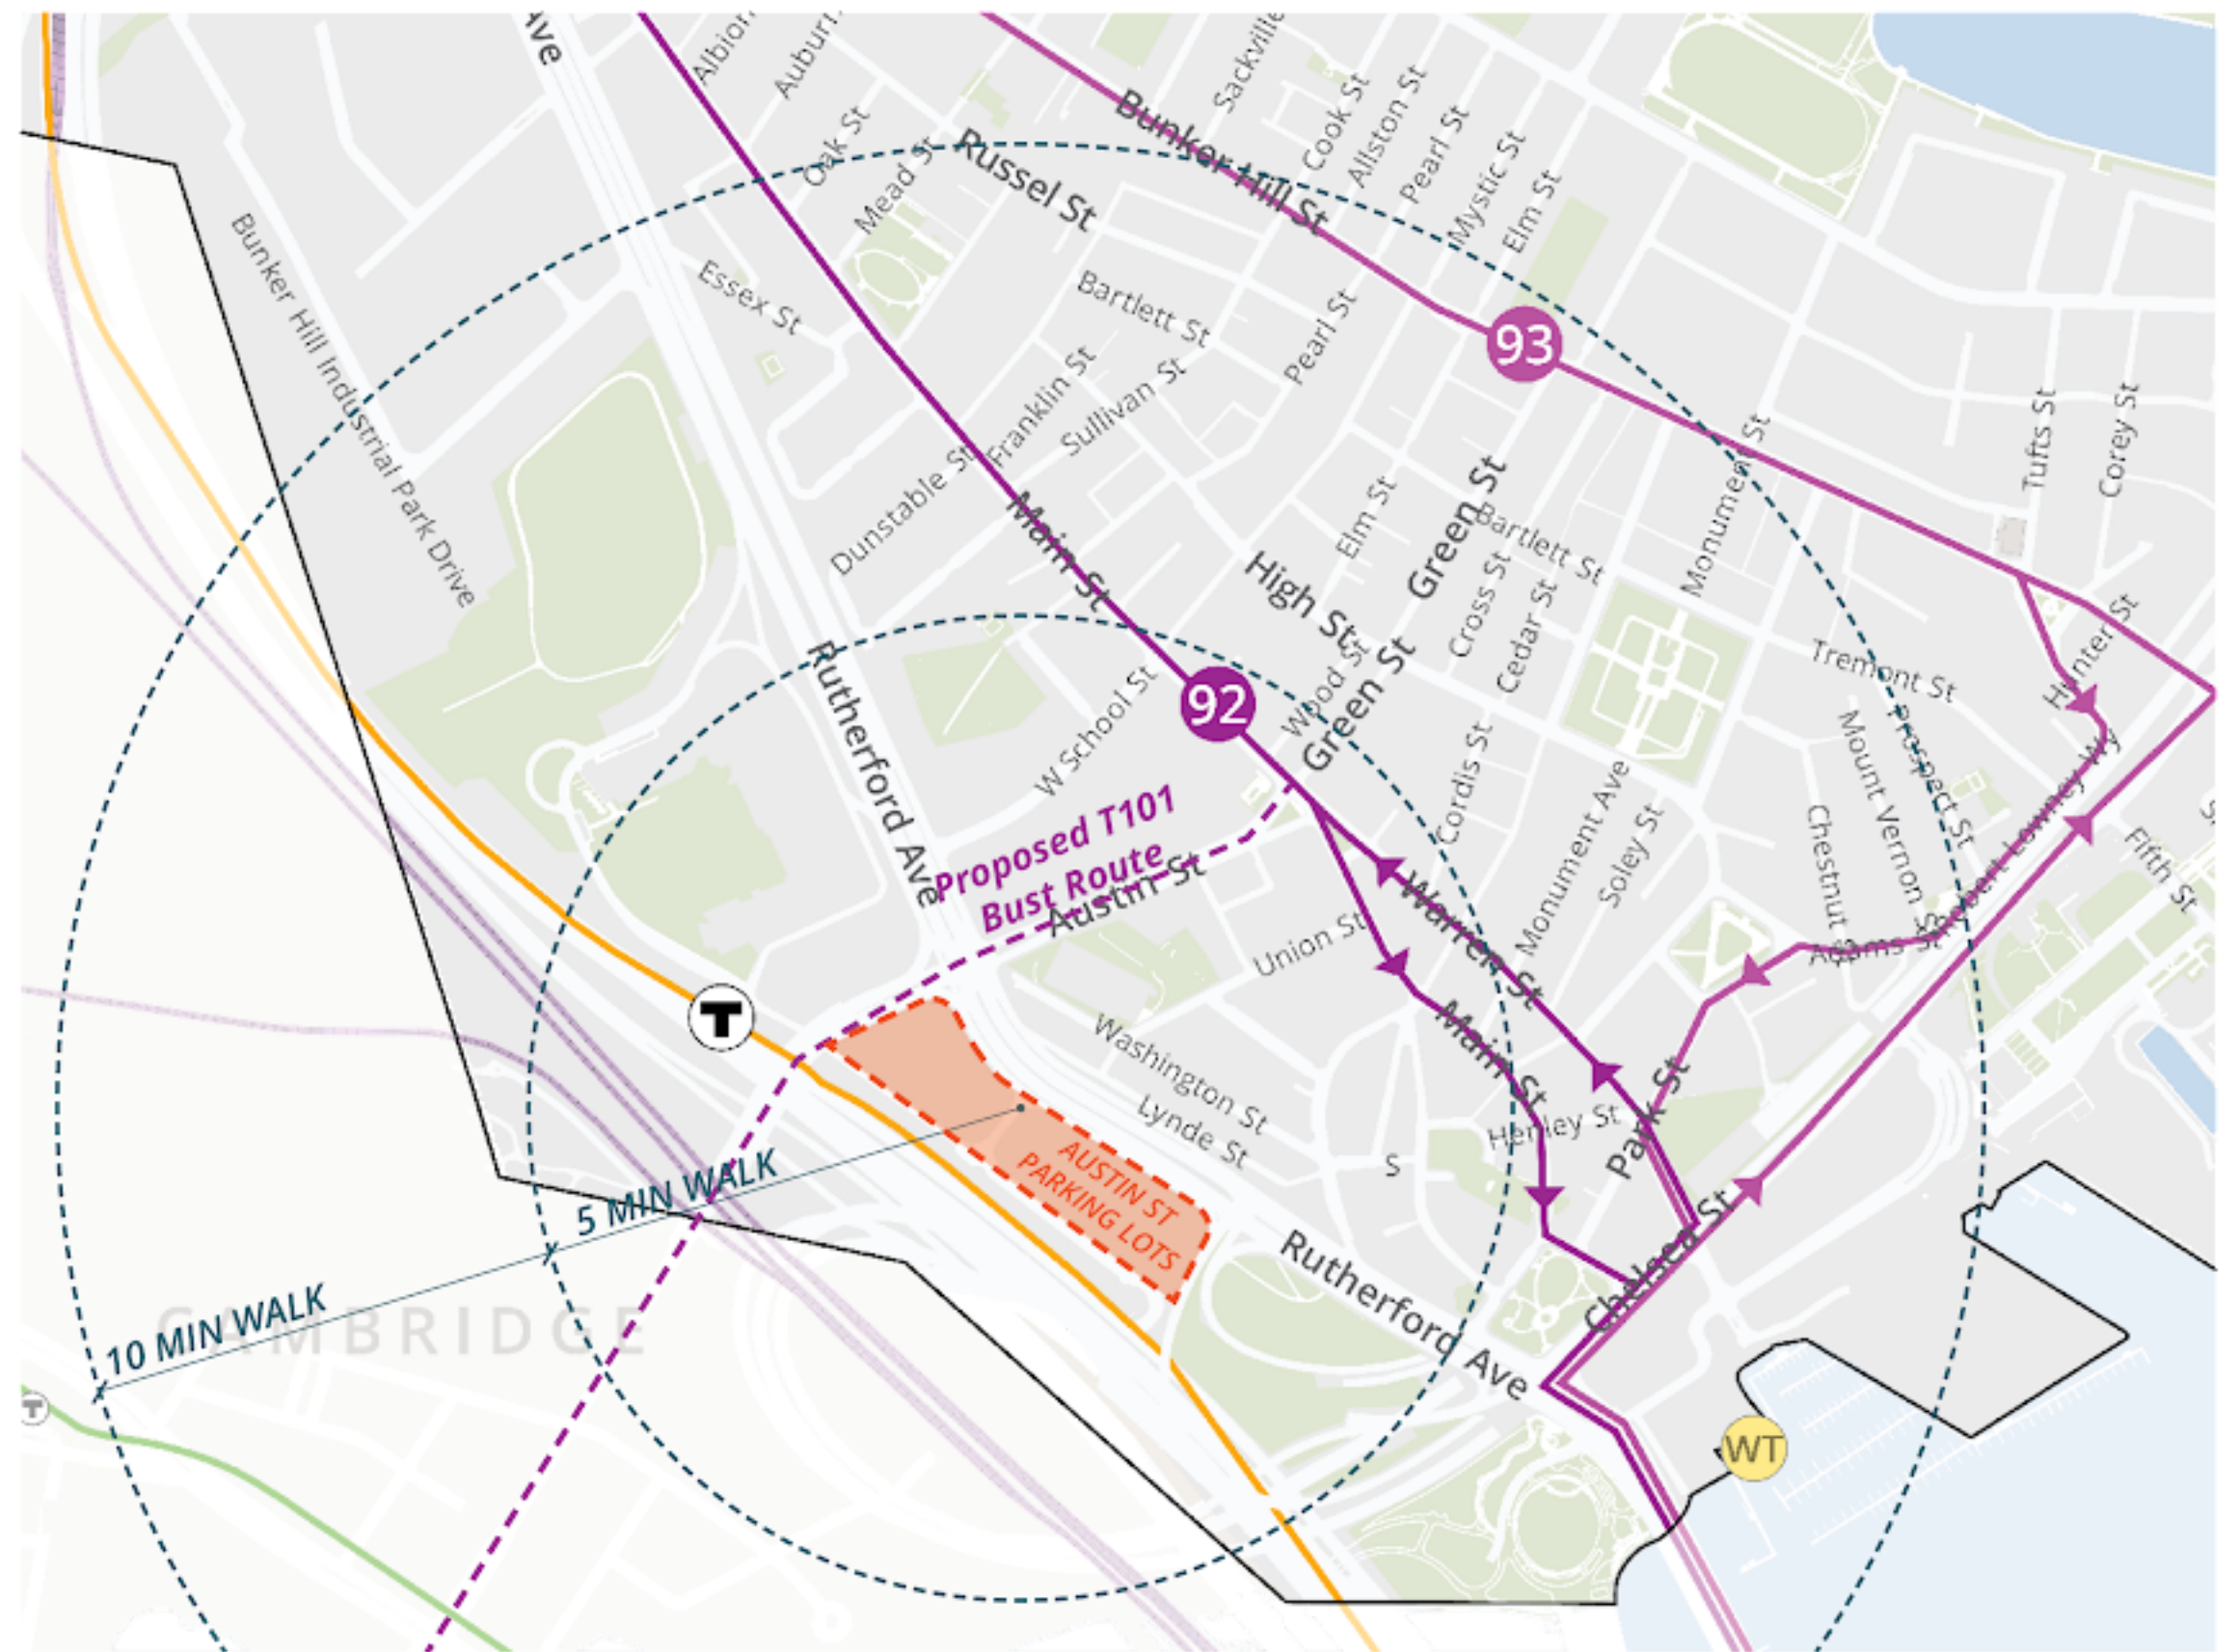 Ave
Albion
Auburn
Sackville
Oak St
Mead St
Russel St
Bunker Hill St
Cook St
Allston St
Pearl St
Mystic St
Elm St
Bunker Hill Industrial Park Drive
Essex St
Bartlett St
Pearl St
93
Franklin St
Sullivan St
Dunstable St
Main St
Elm St
Green St
Bartlett St
Monument St
Tufts St
Corey St
High St
Cross St
Cedar St
Hunter St
Tremont St
Rutherford Ave
W School St
92
Wood St
Green St
Cordis St
Monument Ave
Soley St
Mount Vernon St
Prospect St
Chestnut St
Lowney Wy
Fifth St
Proposed T101
Bust Route
Austin St
Union St
Warren St
Adams St
T
Main St
Washington St
Lynde St
Henley St
Park St
S
AUSTIN ST
PARKING LOTS
5 MIN WALK
10 MIN WALK
CAMBRIDGE
Rutherford Ave
Chelsea St
T
WT